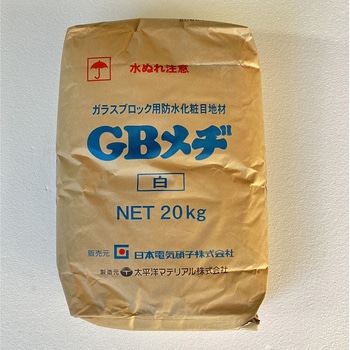 水ぬれ注意
ガラスブロック用防水化粧目地材
GBメヂ
白
NET 20kg
販売元 日本電気硝子株式会社
製造元 太平洋マテリアル株式会社